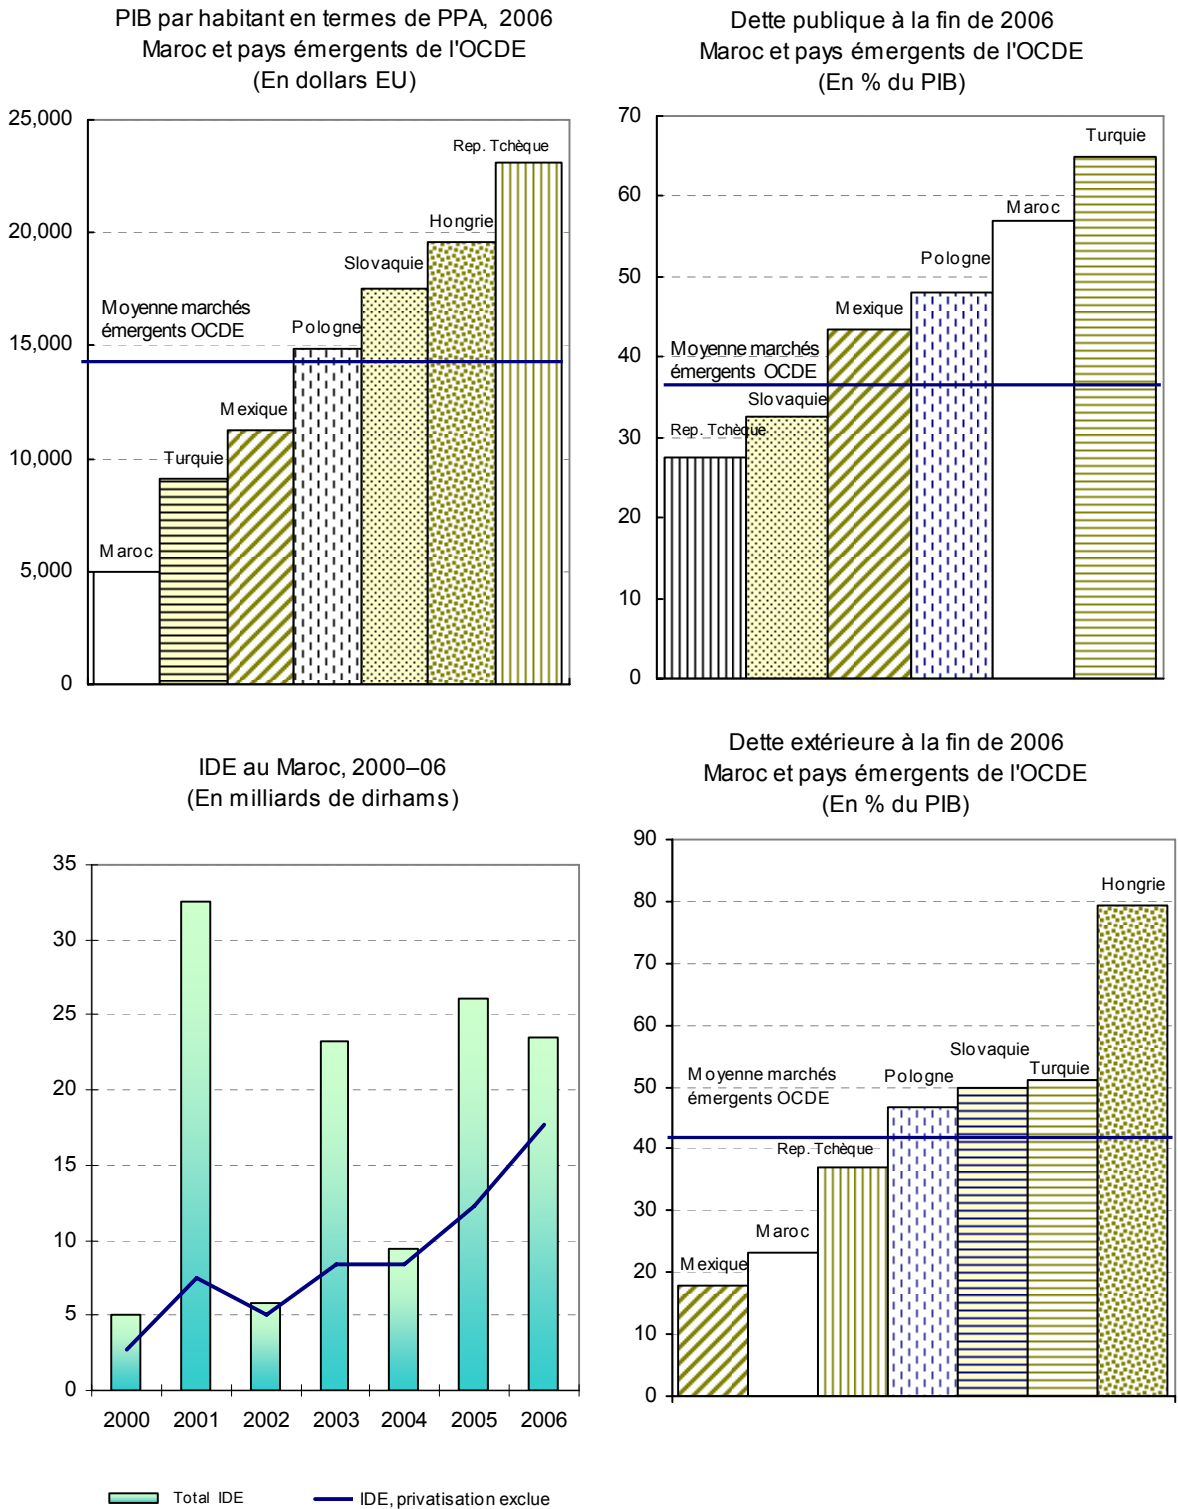 PIB par habitant en termes de PPA, 2006
Maroc et pays émergents de l'OCDE
(En dollars EU)
25,000
20,000
15,000
10,000
5,000
0
Rep. Tchèque
Hongrie
Slovaquie
Moyenne marchés
émergents OCDE
Pologne
Mexique
Turquie
Maroc
Dette publique à la fin de 2006
Maroc et pays émergents de l'OCDE
(En % du PIB)
70
60
50
40
30
20
10
0
Turquie
Maroc
Pologne
Mexique
Moyenne marchés
émergents OCDE
Slovaquie
Rep. Tchèque
IDE au Maroc, 2000–06
(En milliards de dirhams)
35
30
25
20
15
10
5
0
2000 2001 2002 2003 2004 2005 2006
Total IDE
IDE, privatisation exclue
Dette extérieure à la fin de 2006
Maroc et pays émergents de l'OCDE
(En % du PIB)
90
80
70
60
50
40
30
20
10
0
Hongrie
Slovaquie
Turquie
Moyenne marchés
émergents OCDE
Pologne
Rep. Tchèque
Maroc
Mexique